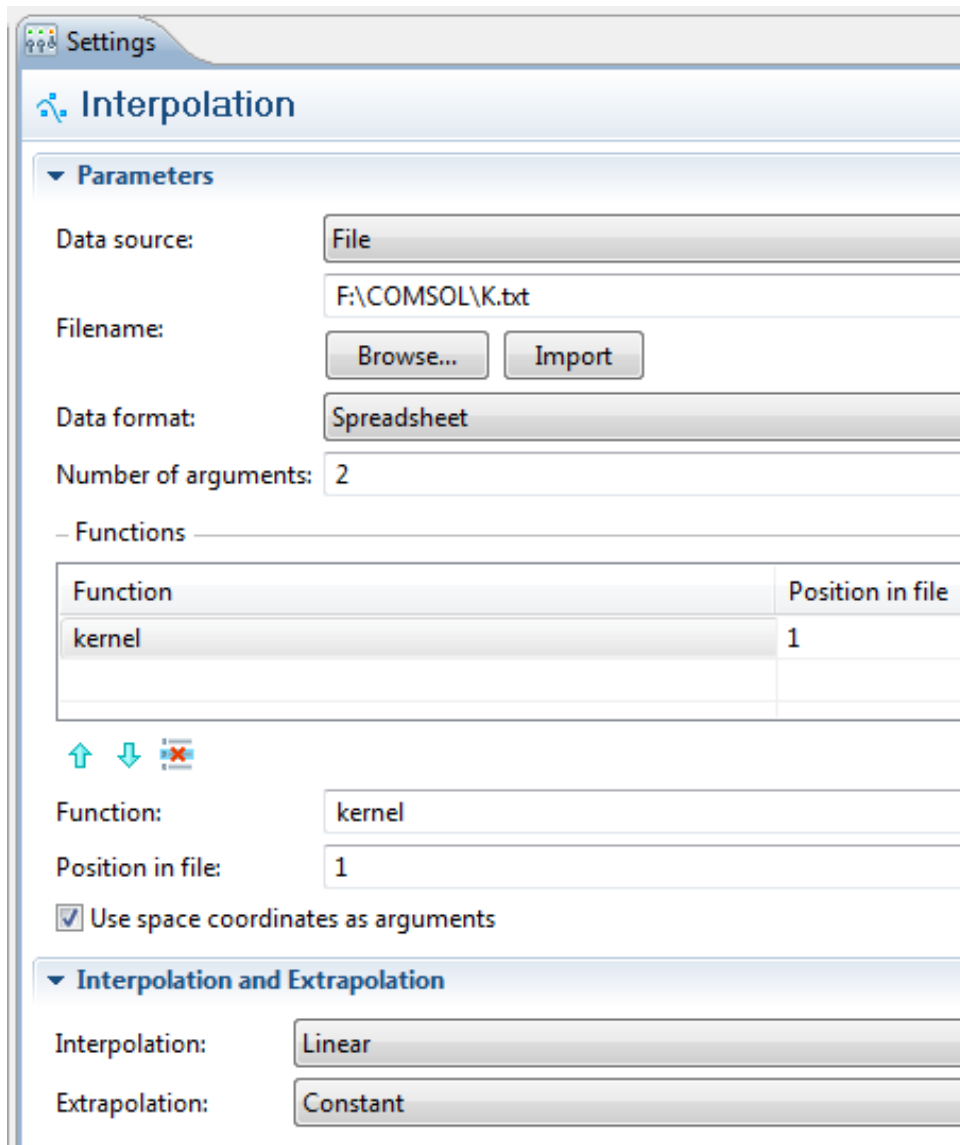 Settings
Interpolation
Parameters
Data source: File
Filename: F:\COMSOL\K.txt
Browse... Import
Data format: Spreadsheet
Number of arguments: 2
Functions
Function Position in file
kernel 1
Function: kernel
Position in file: 1
Use space coordinates as arguments
Interpolation and Extrapolation
Interpolation: Linear
Extrapolation: Constant